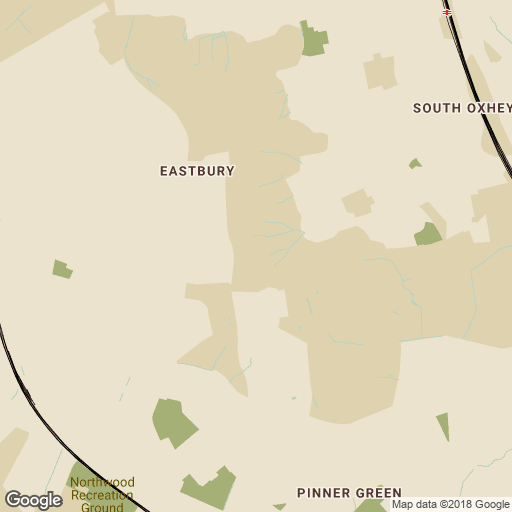 SOUTH OXHEY
EASTBURY
Northwood
Recreation
Ground
PINNER GREEN
Google
Map data ©2018 Google